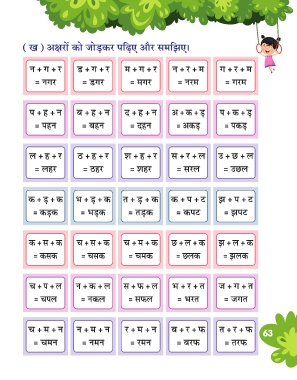 ( ख ) अक्षरों को जोड़कर पढ़िए और समझिए।
न + ग + र ड + ग + र म + ग + र न + र + म ग + र + म
= नगर = डगर = मगर = नरम = गरम
प + ह + न ब + ह + न द + ह + न अ + क + ड़ प + क + ड़
= पहन = बहन = दहन = अकड़ = पकड़
ल + ह + र ठ + ह + र श + ह + र स + र + ल उ + छ + ल
= लहर = ठहर = शहर = सरल = उछल
क + ड़ + क भ + ड़ + क त + ड़ + क क + प + ट झ + प + ट
= कड़क = भड़क = तड़क = कपट = झपट
क + स + क च + स + क च + म + क छ + ल + क झ + ल + क
= कसक = चसक = चमक = छलक = झलक
च + प + ल न + क + ल स + फ + ल भ + र + त ज + ग + त
= चपल = नकल = सफल = भरत = जगत
च + म + न न + म + न र + म + न ब + र + फ त + र + फ
= चमन = नमन = रमन = बरफ = तरफ
63